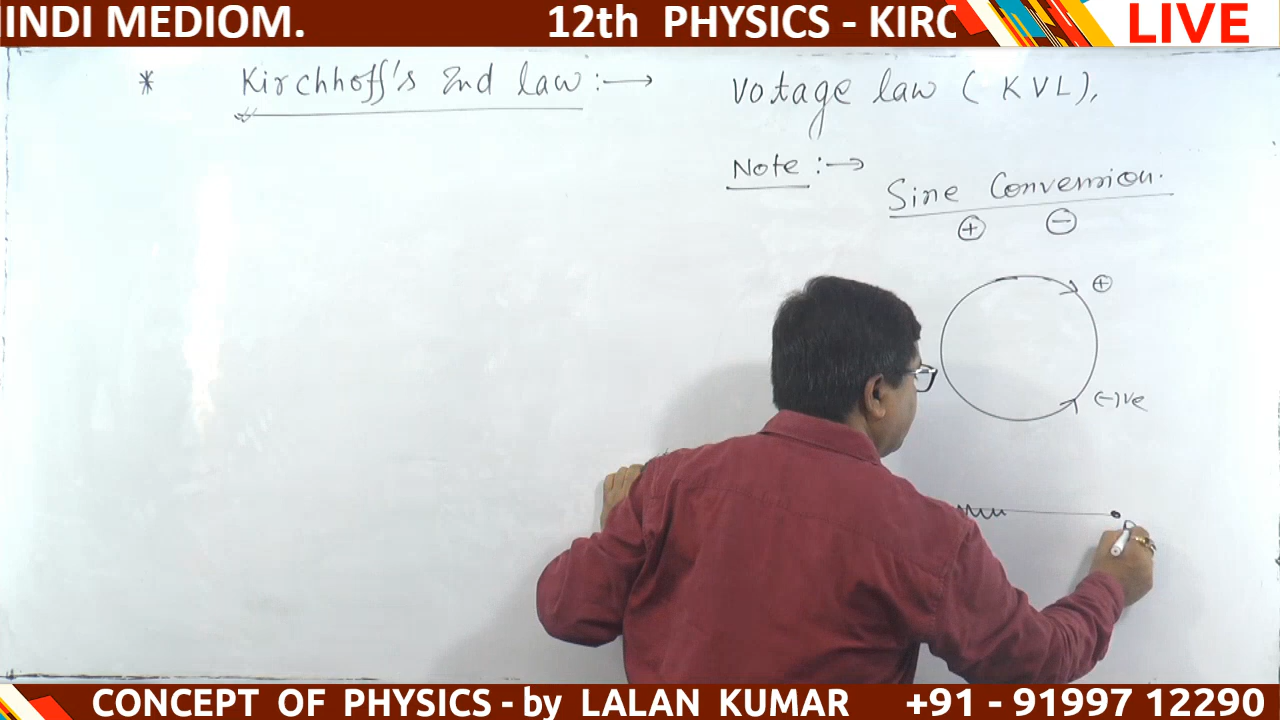 INDI MEDIOM. 12th PHYSICS - KIRC LIVE
* Kirchhoff's 2nd law :→ Votage law ( KVL),
Note :→
Sine Convension.
+ -
+
(-)ve
CONCEPT OF PHYSICS - by LALAN KUMAR +91 - 91997 12290